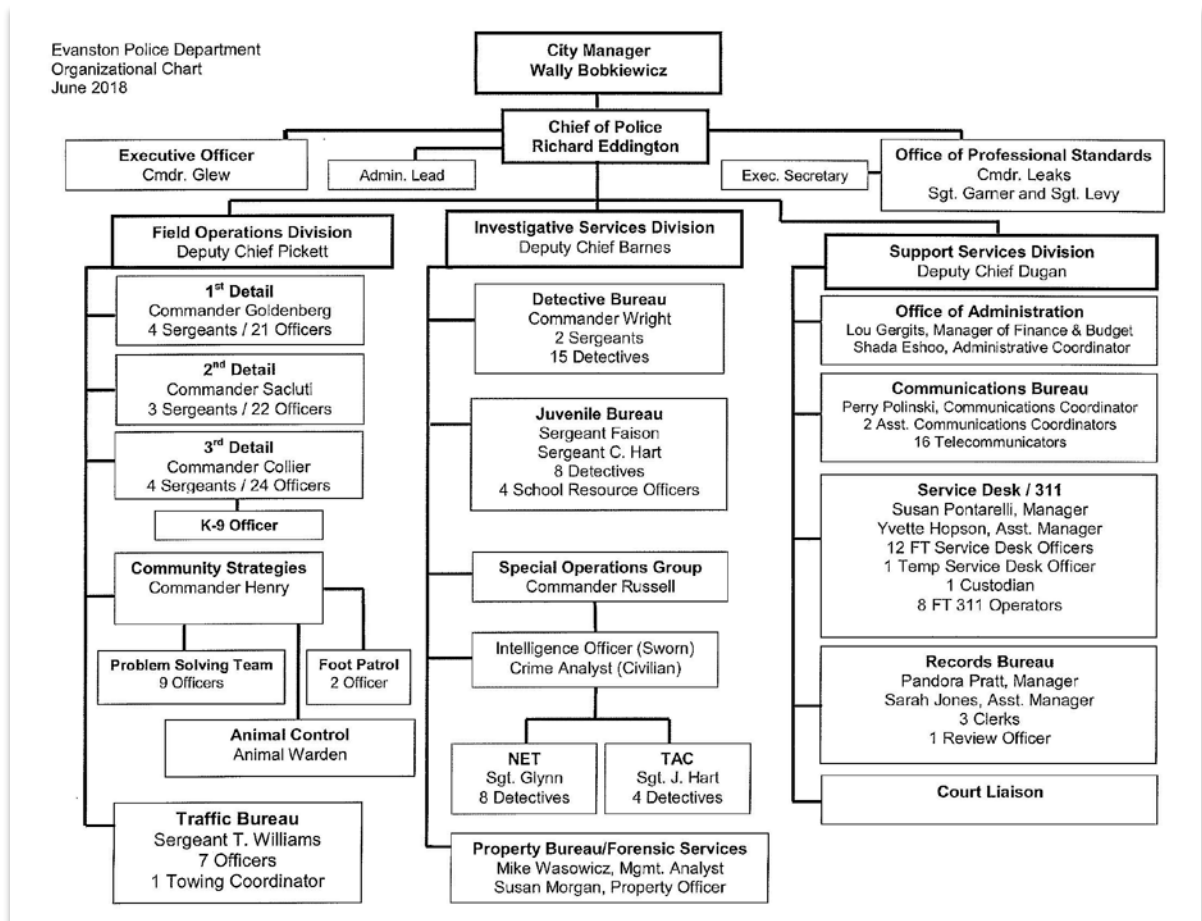 Evanston Police Department
Organizational Chart
June 2018
City Manager
Wally Bobkiewicz
Chief of Police
Richard Eddington
Executive Officer
Cmdr. Glew
Admin. Lead
Exec. Secretary
Office of Professional Standards
Cmdr. Leaks
Sgt. Garner and Sgt. Levy
Field Operations Division
Deputy Chief Pickett
1st Detail
Commander Goldenberg
4 Sergeants / 21 Officers
2nd Detail
Commander Sacluti
3 Sergeants / 22 Officers
3rd Detail
Commander Collier
4 Sergeants / 24 Officers
K-9 Officer
Community Strategies
Commander Henry
Problem Solving Team
9 Officers
Foot Patrol
2 Officer
Animal Control
Animal Warden
Traffic Bureau
Sergeant T. Williams
7 Officers
1 Towing Coordinator
Investigative Services Division
Deputy Chief Barnes
Detective Bureau
Commander Wright
2 Sergeants
15 Detectives
Juvenile Bureau
Sergeant Faison
Sergeant C. Hart
8 Detectives
4 School Resource Officers
Special Operations Group
Commander Russell
Intelligence Officer (Sworn)
Crime Analyst (Civilian)
NET
Sgt. Glynn
8 Detectives
TAC
Sgt. J. Hart
4 Detectives
Property Bureau/Forensic Services
Mike Wasowicz, Mgmt. Analyst
Susan Morgan, Property Officer
Support Services Division
Deputy Chief Dugan
Office of Administration
Lou Gergits, Manager of Finance & Budget
Shada Eshoo, Administrative Coordinator
Communications Bureau
Perry Polinski, Communications Coordinator
2 Asst. Communications Coordinators
16 Telecommunicators
Service Desk / 311
Susan Pontarelli, Manager
Yvette Hopson, Asst. Manager
12 FT Service Desk Officers
1 Temp Service Desk Officer
1 Custodian
8 FT 311 Operators
Records Bureau
Pandora Pratt, Manager
Sarah Jones, Asst. Manager
3 Clerks
1 Review Officer
Court Liaison